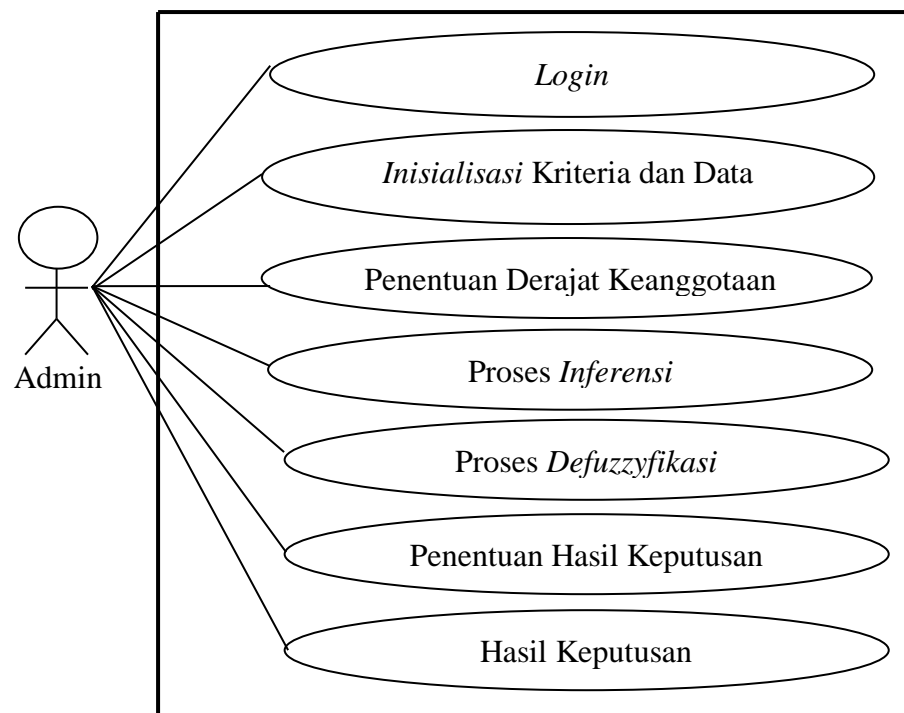 Login
Inisialisasi Kriteria dan Data
Penentuan Derajat Keanggotaan
Proses Inferensi
Admin
Proses Defuzzyfikasi
Penentuan Hasil Keputusan
Hasil Keputusan